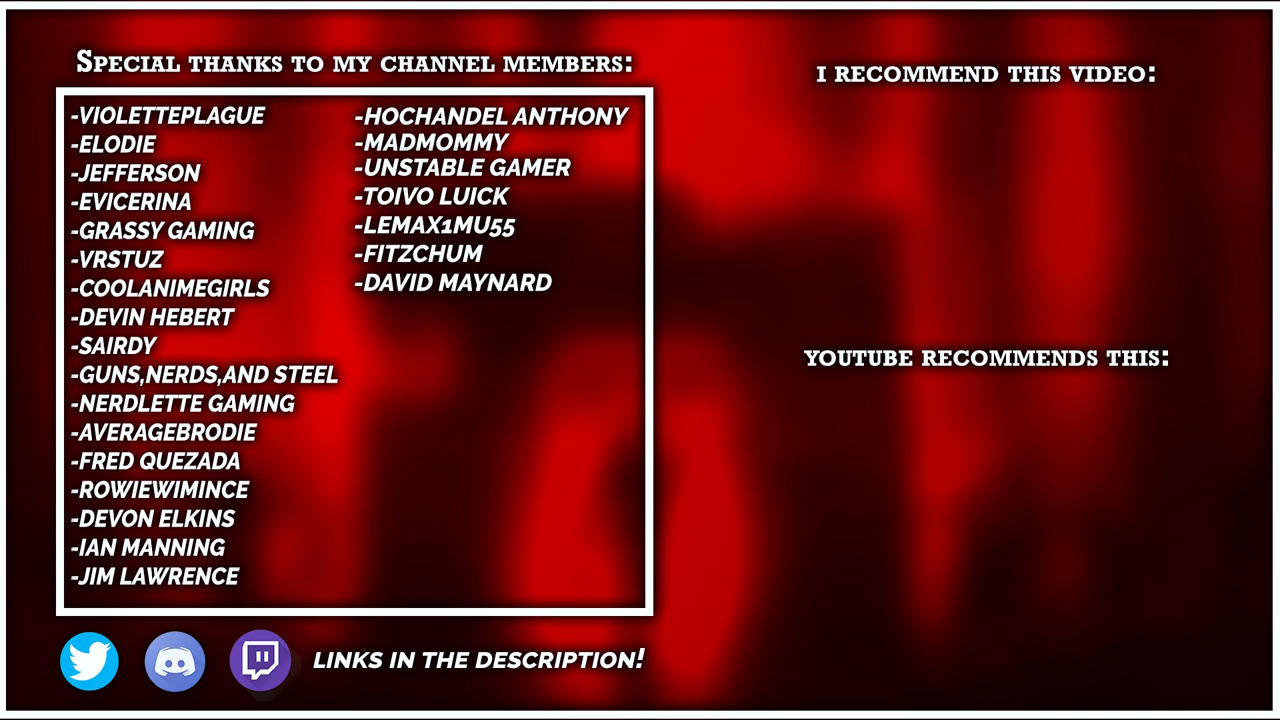 Special thanks to my channel members:
-VIOLETTEPLAGUE
-ELODIE
-JEFFERSON
-EVICERINA
-GRASSY GAMING
-VRSTUZ
-COOLANIMEGIRLS
-DEVIN HEBERT
-SAIRDY
-GUNS,NERDS,AND STEEL
-NERDLETTE GAMING
-AVERAGEBRODIE
-FRED QUEZADA
-ROWIEWIMINCE
-DEVON ELKINS
-IAN MANNING
-JIM LAWRENCE
-HOCHANDEL ANTHONY
-MADMOMMY
-UNSTABLE GAMER
-TOIVO LUICK
-LEMAX1MU55
-FITZCHUM
-DAVID MAYNARD
I RECOMMEND THIS VIDEO:
YOUTUBE RECOMMENDS THIS:
LINKS IN THE DESCRIPTION!